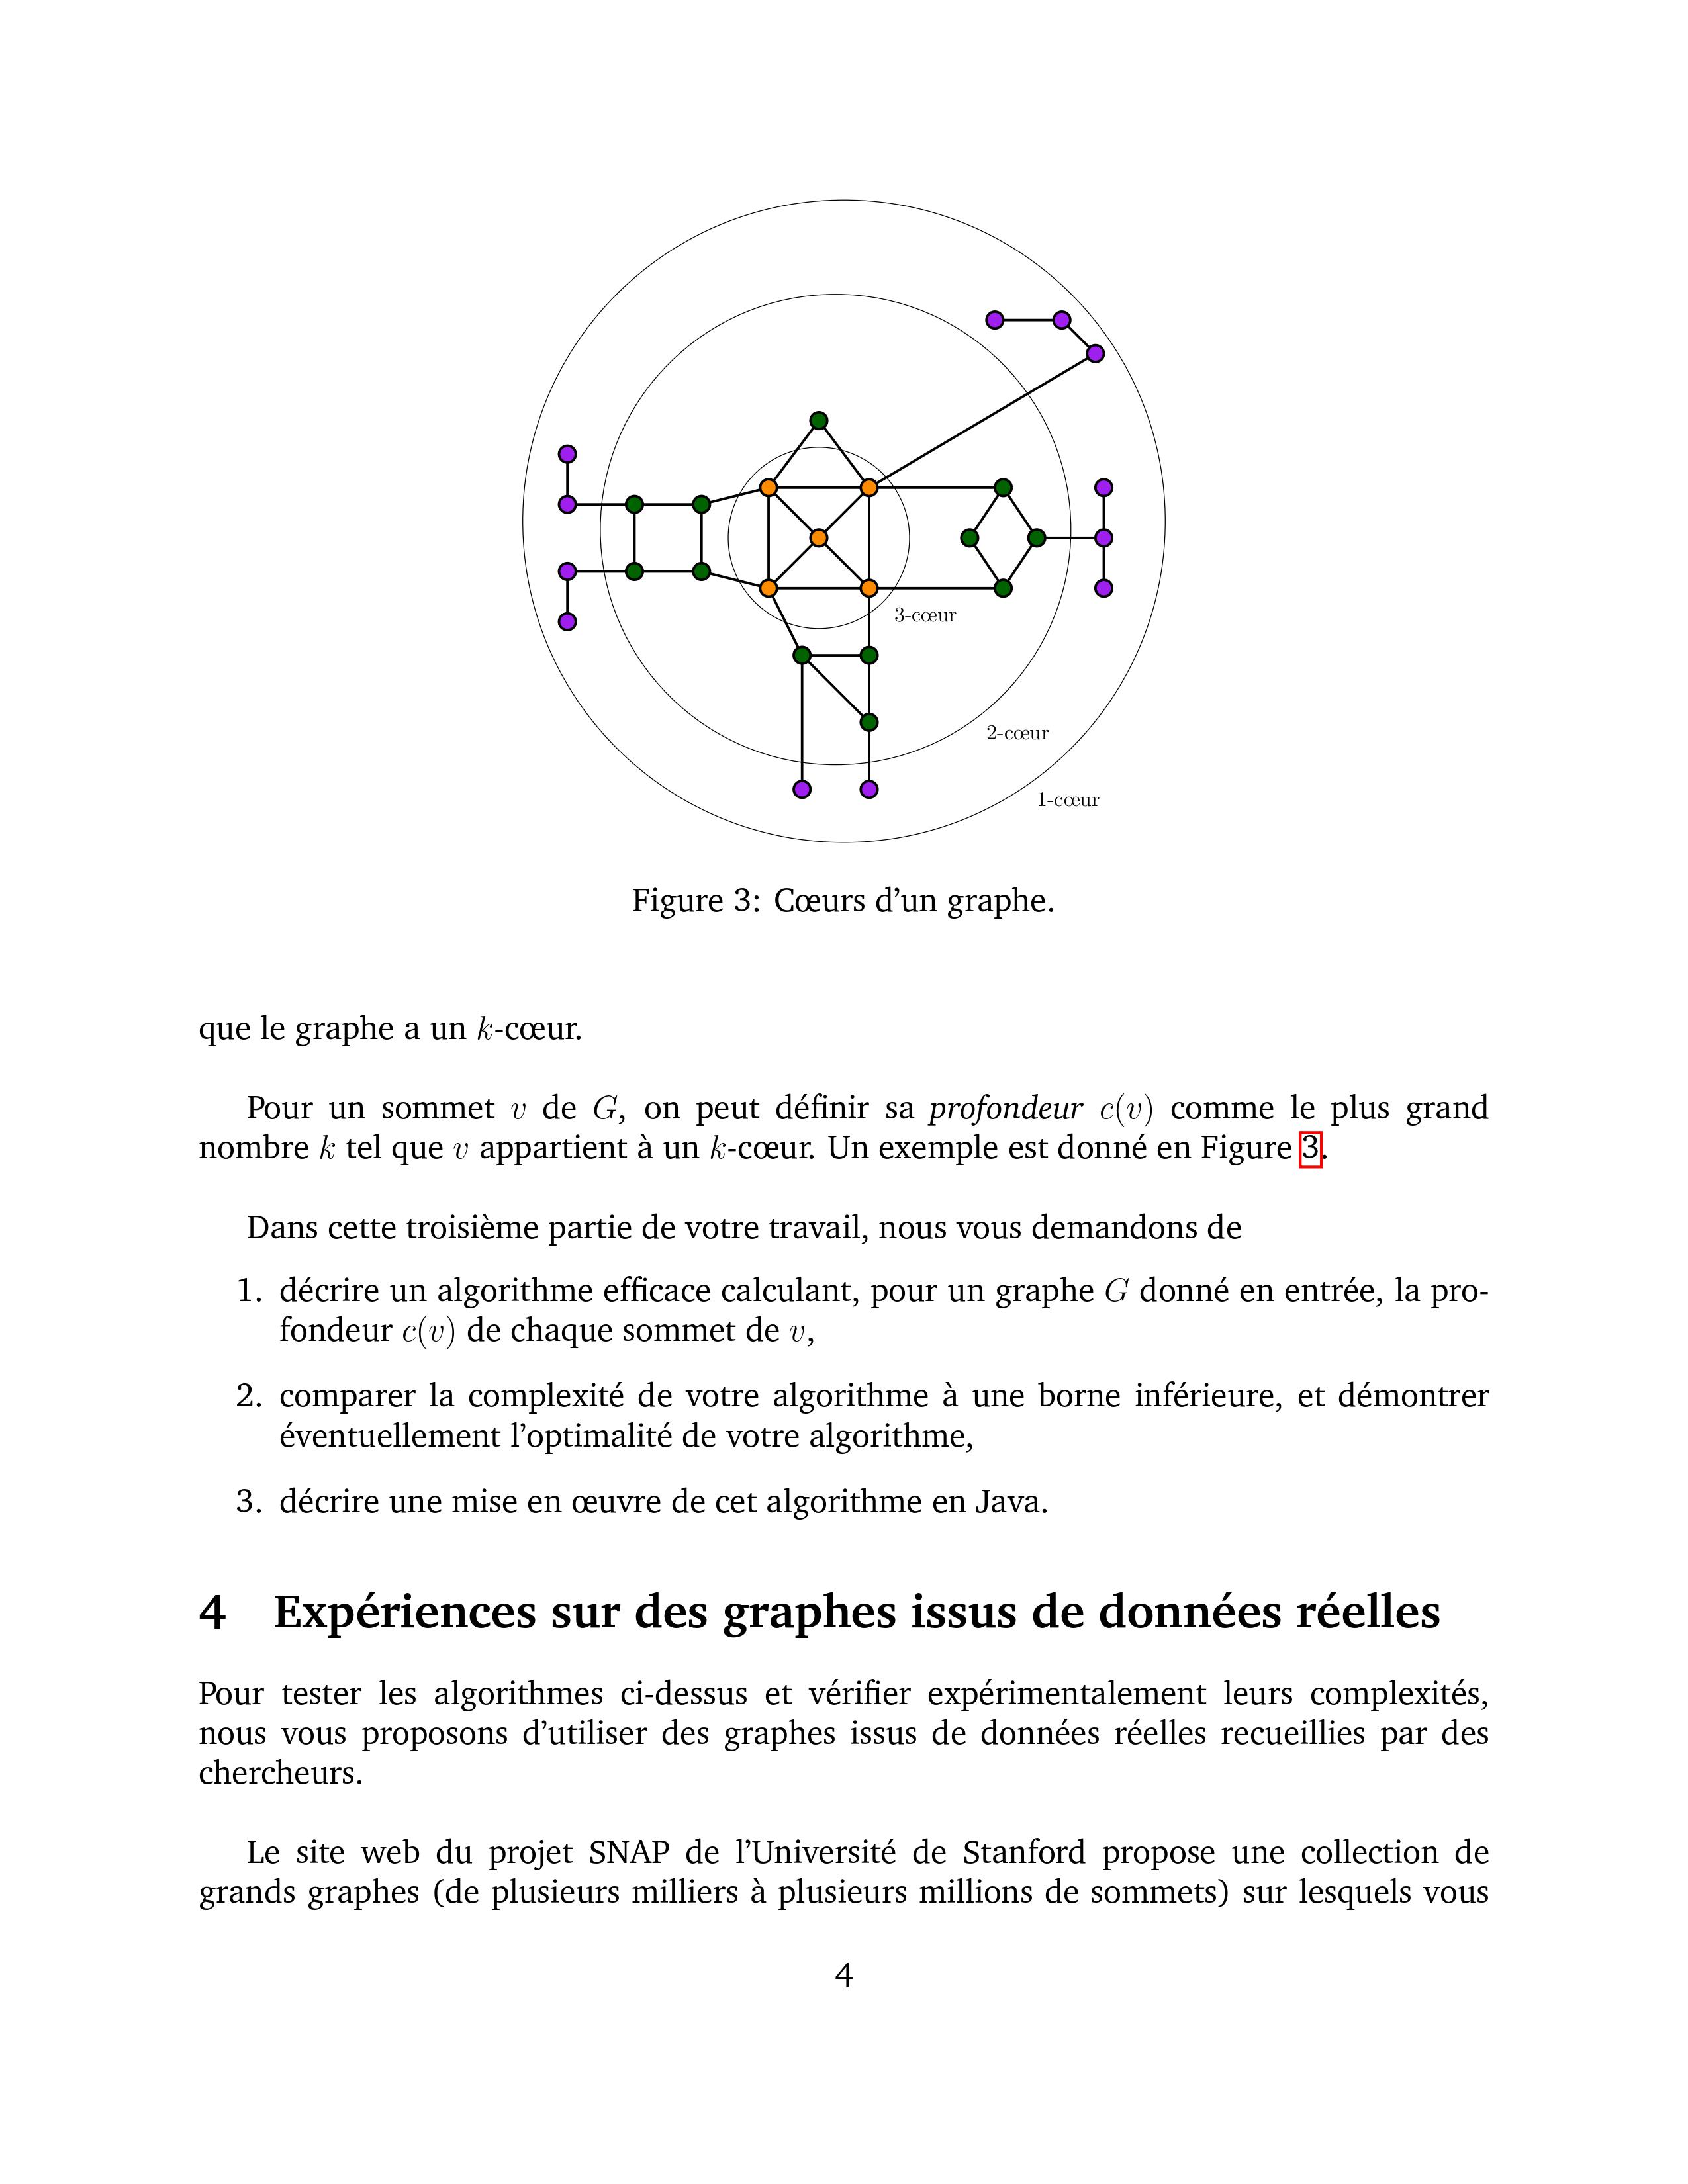 3-cœur
2-cœur
1-cœur
Figure 3: Cœurs d'un graphe.
que le graphe a un k-cœur.
Pour un sommet v de G, on peut définir sa profondeur c(v) comme le plus grand
nombre k tel que v appartient à un k-cœur. Un exemple est donné en Figure 3.
Dans cette troisième partie de votre travail, nous vous demandons de
1. décrire un algorithme efficace calculant, pour un graphe G donné en entrée, la pro-
fondeur c(v) de chaque sommet de v,
2. comparer la complexité de votre algorithme à une borne inférieure, et démontrer
éventuellement l'optimalité de votre algorithme,
3. décrire une mise en œuvre de cet algorithme en Java.
4 Expériences sur des graphes issus de données réelles
Pour tester les algorithmes ci-dessus et vérifier expérimentalement leurs complexités,
nous vous proposons d'utiliser des graphes issus de données réelles recueillies par des
chercheurs.
Le site web du projet SNAP de l'Université de Stanford propose une collection de
grands graphes (de plusieurs milliers à plusieurs millions de sommets) sur lesquels vous
4